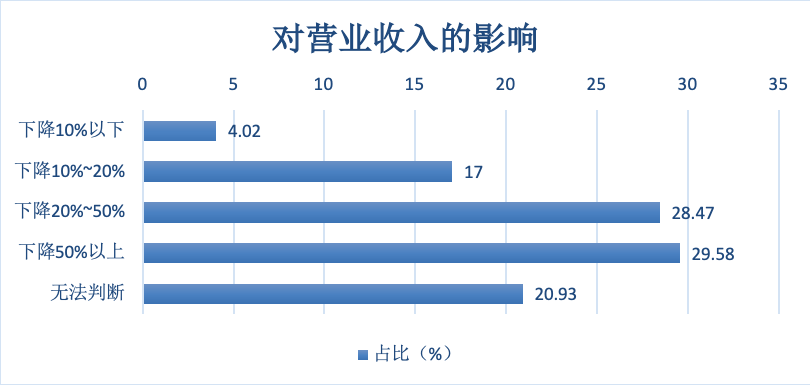 对营业收入的影响
0 5 10 15 20 25 30 35
下降10%以下 4.02
下降10%~20% 17
下降20%~50% 28.47
下降50%以上 29.58
无法判断 20.93
占比（%）